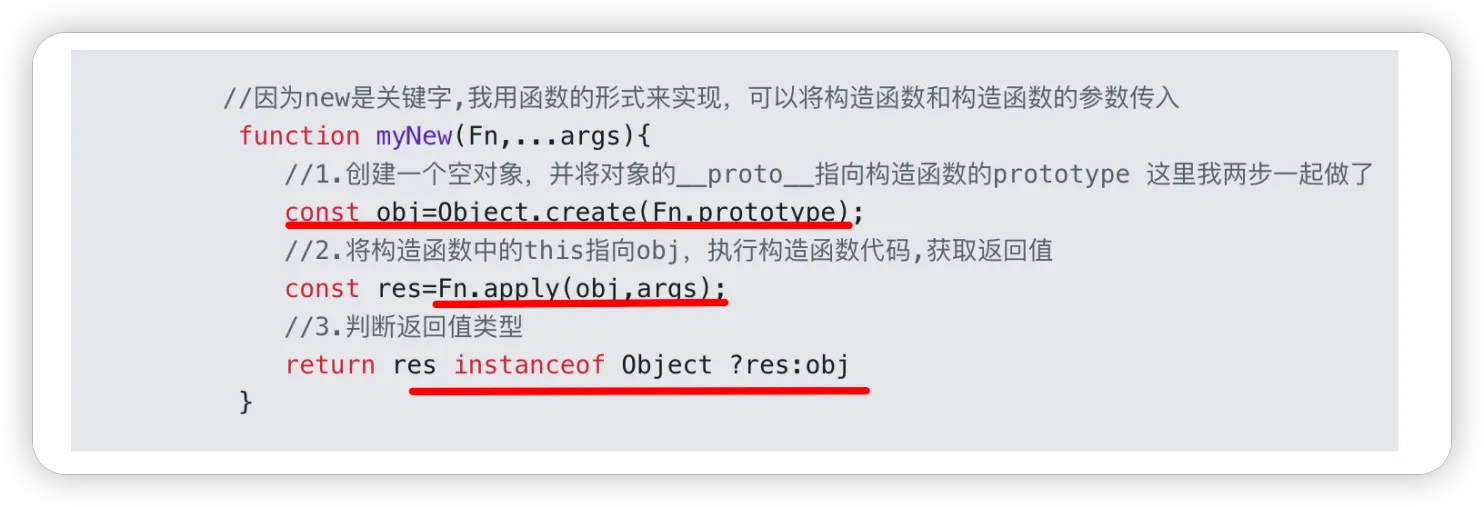 //因为new是关键字,我用函数的形式来实现，可以将构造函数和构造函数的参数传入
function myNew(Fn,...args){
//1.创建一个空对象，并将对象的__proto__指向构造函数的prototype 这里我两步一起做了
const obj=Object.create(Fn.prototype);
//2.将构造函数中的this指向obj，执行构造函数代码,获取返回值
const res=Fn.apply(obj,args);
//3.判断返回值类型
return res instanceof Object ?res:obj
}